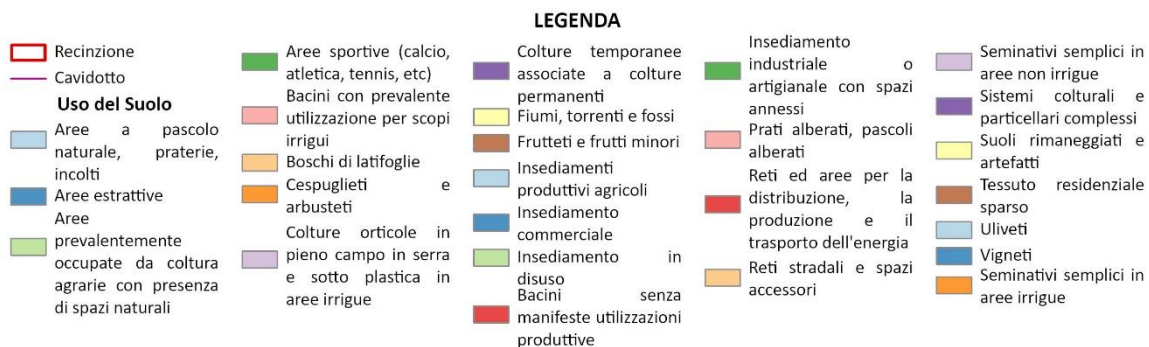 LEGENDA
Recinzione
Cavidotto
Uso del Suolo
Aree a pascolo
naturale, praterie,
incolti
Aree estrattive
Aree
prevalentemente
occupate da coltura
agrarie con presenza
di spazi naturali
Aree sportive (calcio,
atletica, tennis, etc)
Bacini con prevalente
utilizzazione per scopi
irrigui
Boschi di latifoglie
Cespuglieti e
arbusteti
Colture orticole in
pieno campo in serra
e sotto plastica in
aree irrigue
Colture temporanee
associate a colture
permanenti
Fiumi, torrenti e fossi
Frutteti e frutti minori
Insediamenti
produttivi agricoli
Insediamento
commerciale
Insediamento in
disuso
Bacini senza
manifeste utilizzazioni
produttive
Insediamento
industriale o
artigianale con spazi
annessi
Prati alberati, pascoli
alberati
Reti ed aree per la
distribuzione, la
produzione e il
trasporto dell'energia
Reti stradali e spazi
accessori
Seminativi semplici in
aree non irrigue
Sistemi colturali e
particellari complessi
Suoli rimaneggiati e
artefatti
Tessuto residenziale
sparso
Uliveti
Vigneti
Seminativi semplici in
aree irrigue